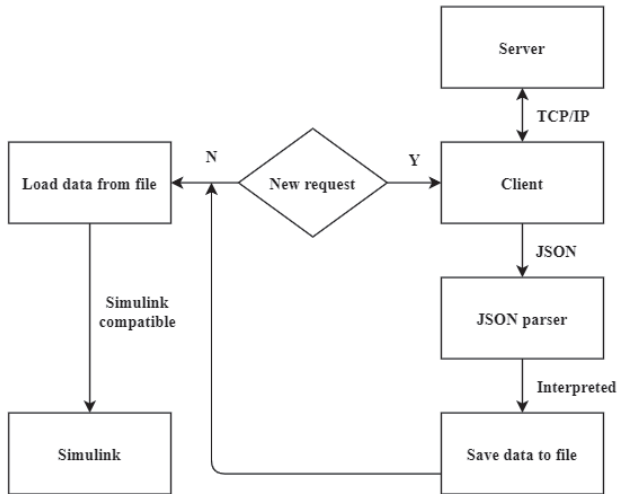 Server
TCP/IP
N
Y
Load data from file
New request
Client
JSON
Simulink
compatible
JSON parser
Interpreted
Simulink
Save data to file